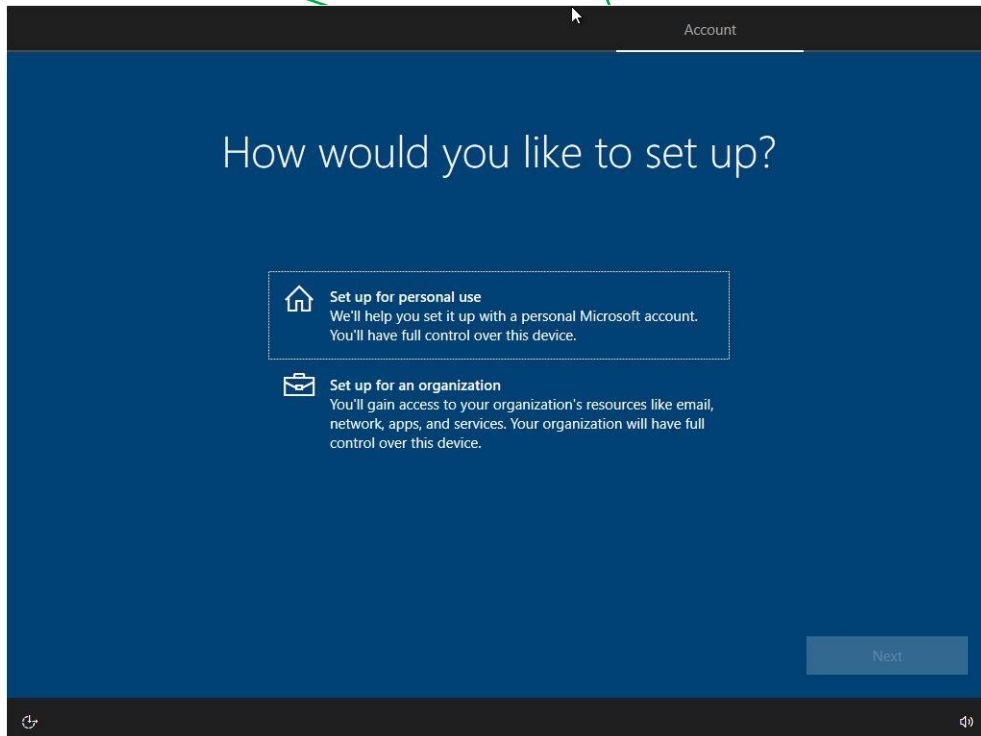 Account
How would you like to set up?
Set up for personal use
We'll help you set it up with a personal Microsoft account.
You'll have full control over this device.
Set up for an organization
You'll gain access to your organization's resources like email,
network, apps, and services. Your organization will have full
control over this device.
Next